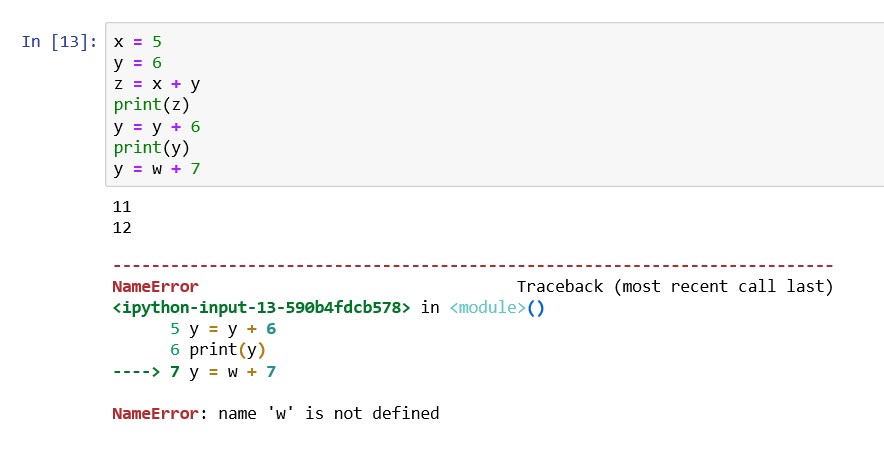 In [13]: x = 5
y = 6
z = x + y
print(z)
y = y + 6
print(y)
y = w + 7
11
12
---------------------------------------------------------------------------
NameError                                 Traceback (most recent call last)
<ipython-input-13-590b4fdcb578> in <module>()
      5 y = y + 6
      6 print(y)
----> 7 y = w + 7
NameError: name 'w' is not defined